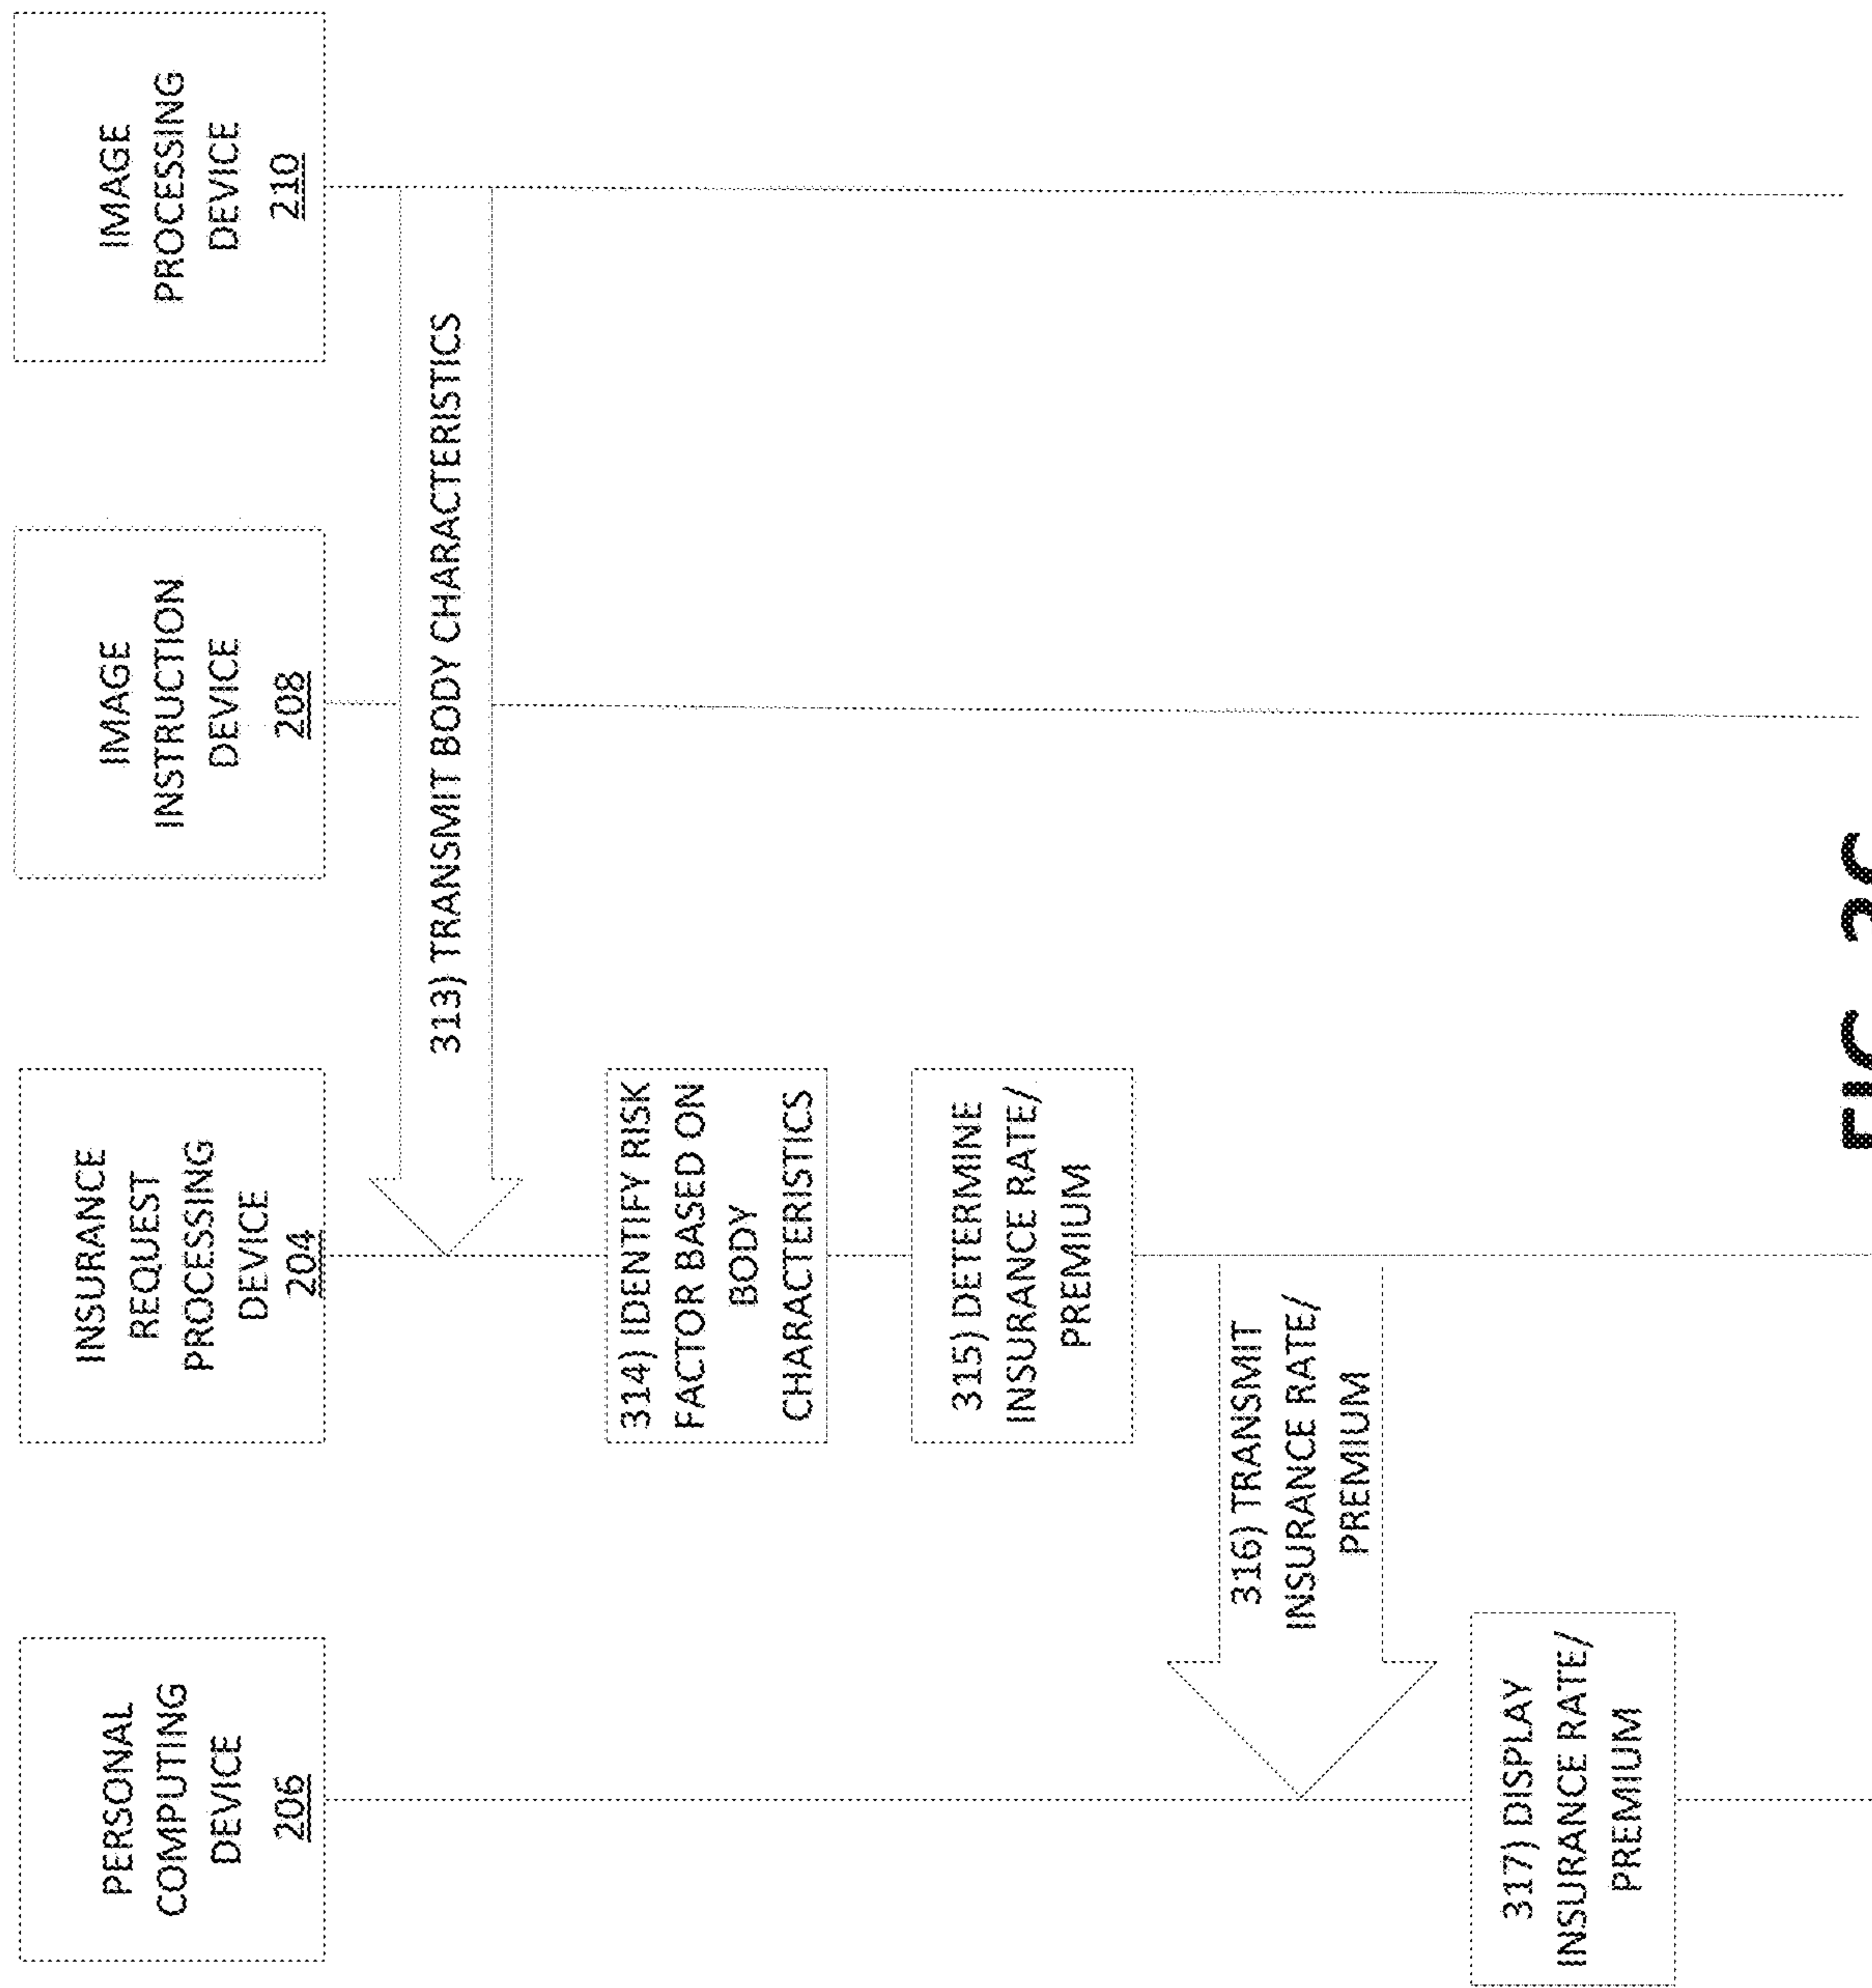 PERSONAL
COMPUTING
DEVICE
206
INSURANCE
REQUEST
PROCESSING
DEVICE
204
IMAGE
INSTRUCTION
DEVICE
208
IMAGE
PROCESSING
DEVICE
210
313) TRANSMIT BODY CHARACTERISTICS
314) IDENTIFY RISK
FACTOR BASED ON
BODY
CHARACTERISTICS
315) DETERMINE
INSURANCE RATE/
PREMIUM
316) TRANSMIT
INSURANCE RATE/
PREMIUM
317) DISPLAY
INSURANCE RATE/
PREMIUM